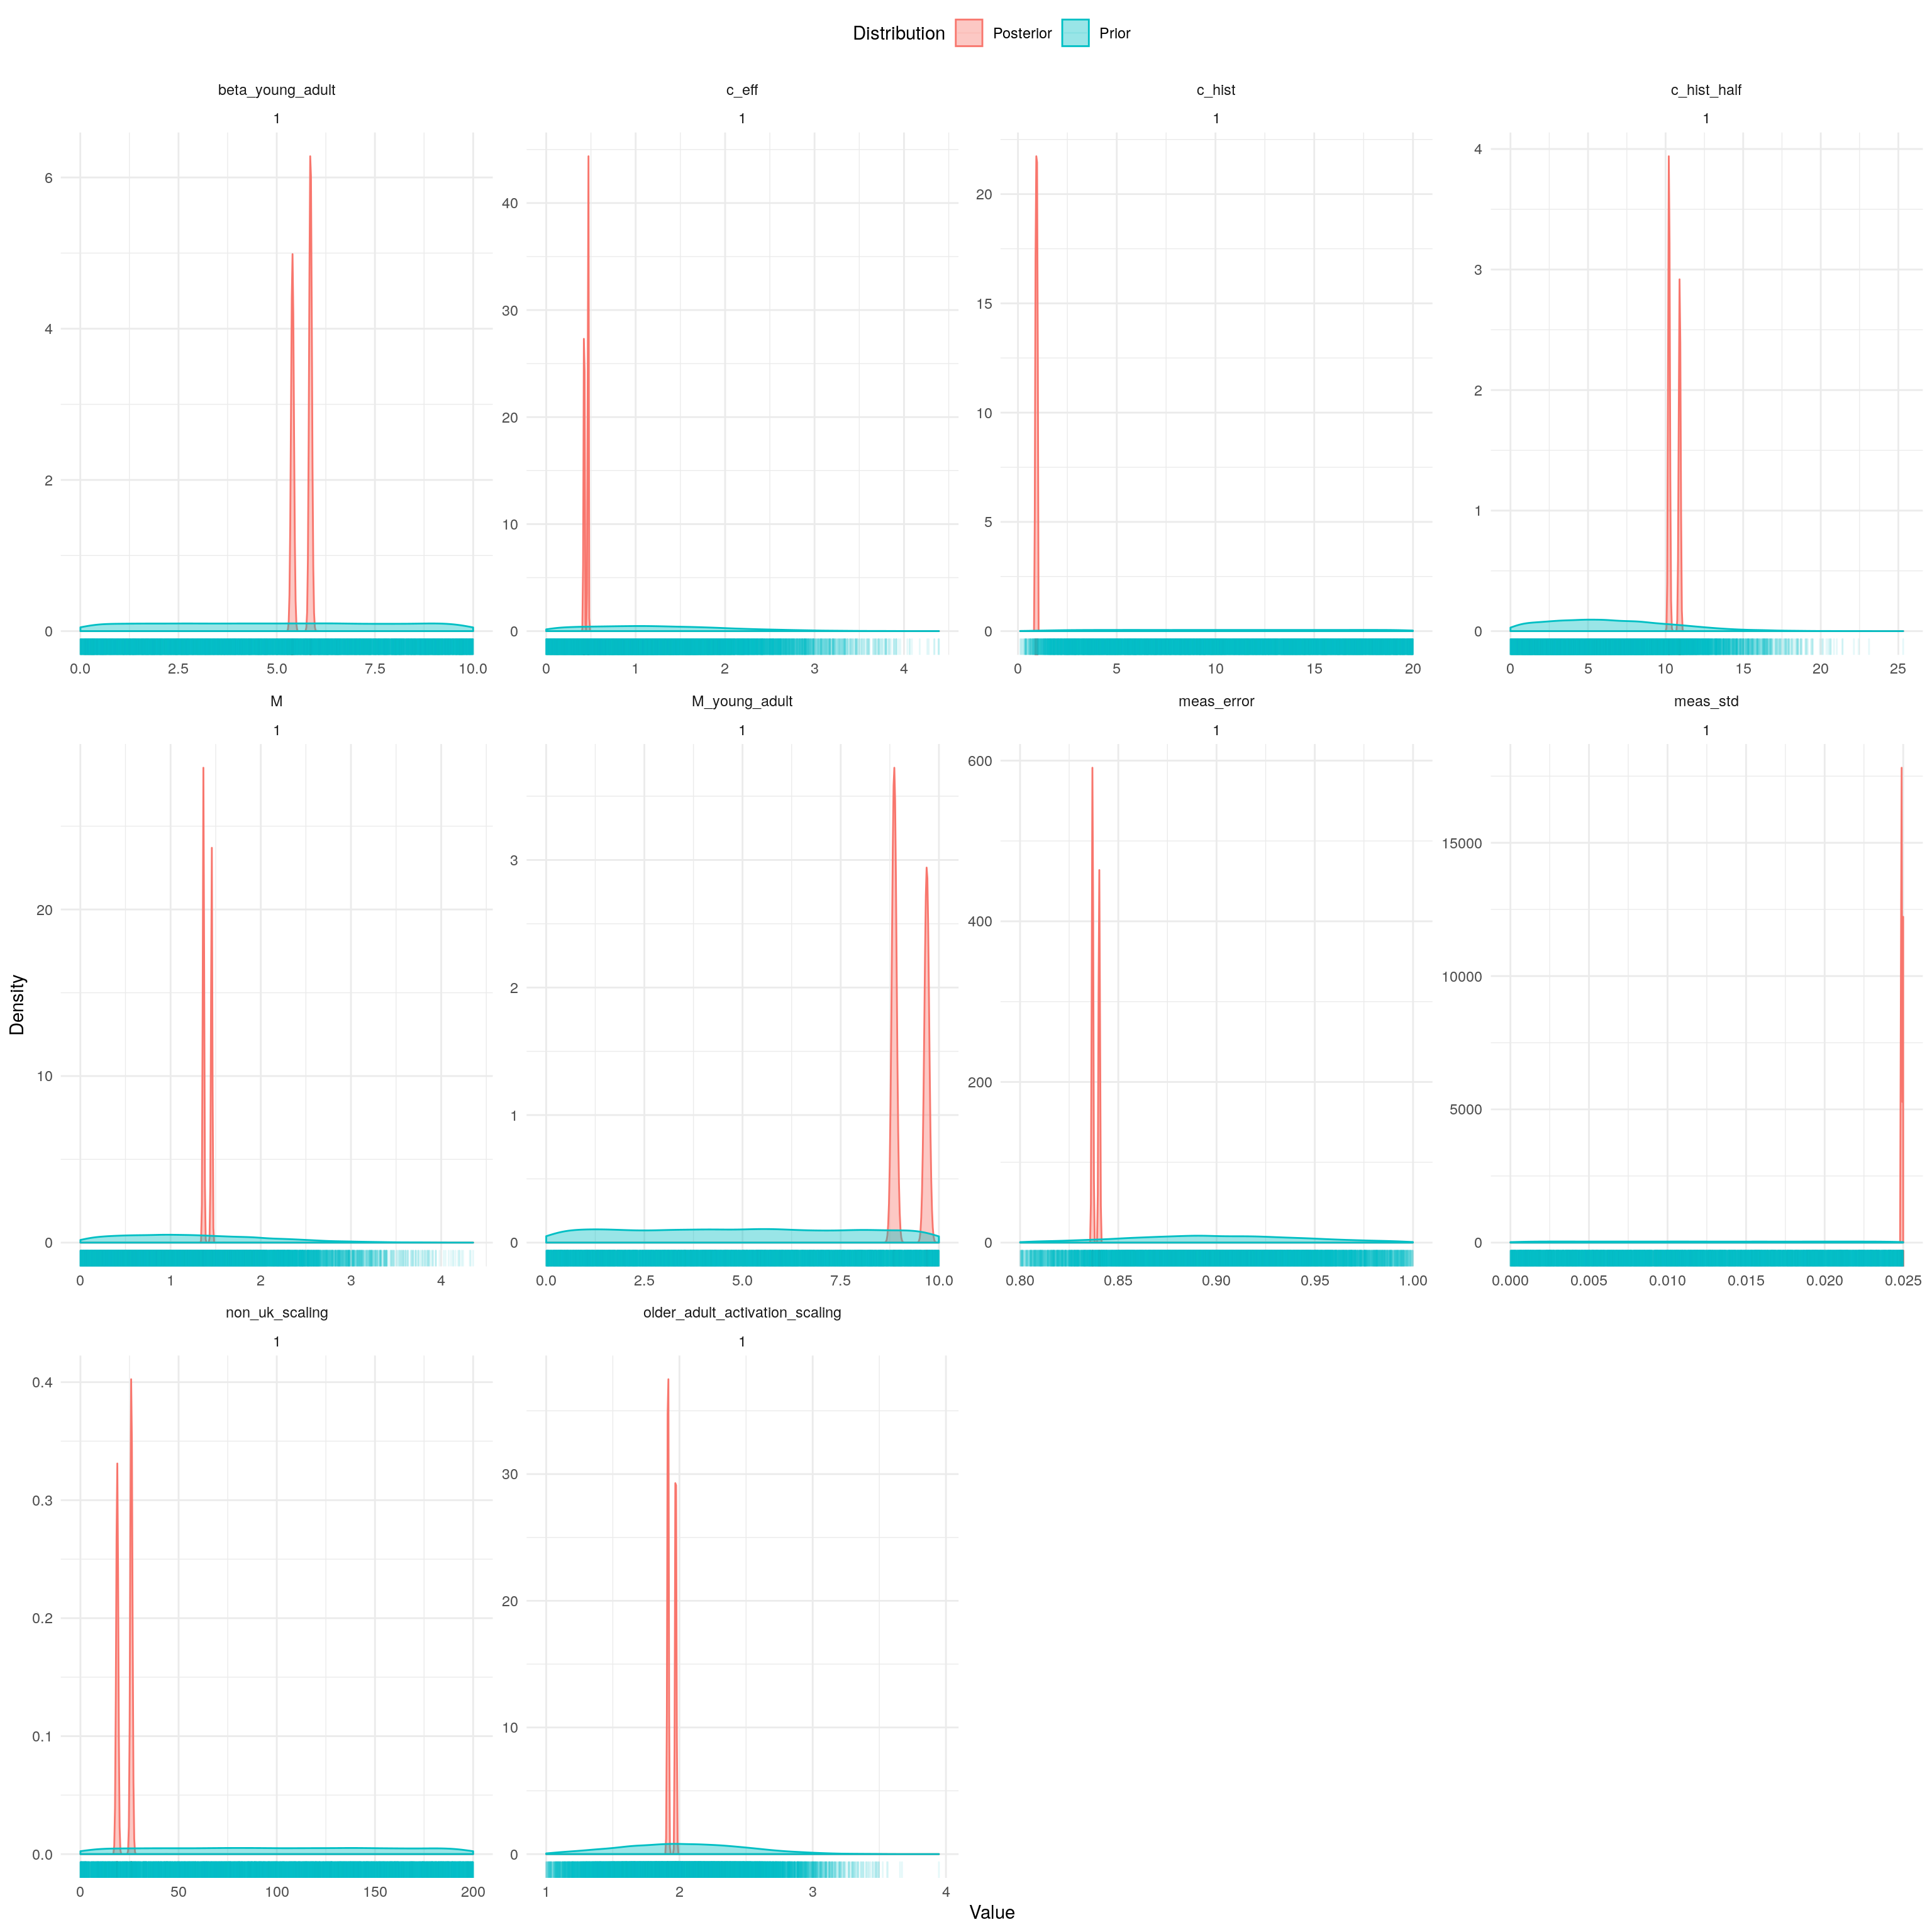 Distribution Posterior Prior
beta_young_adult c_eff c_hist c_hist_half
1 1 1 1
6
4
2
0
40
30
20
10
0
20
15
10
5
0
4
3
2
1
0
0.0 2.5 5.0 7.5 10.0
0 1 2 3 4
0 5 10 15 20
0 5 10 15 20 25
M M_young_adult meas_error meas_std
1 1 1 1
20
10
0
3
2
1
0
600
400
200
0
15000
10000
5000
0
0 1 2 3 4
0.0 2.5 5.0 7.5 10.0
0.80 0.85 0.90 0.95 1.00
0.000 0.005 0.010 0.015 0.020 0.025
Density
non_uk_scaling older_adult_activation_scaling
1 1
0.4
0.3
0.2
0.1
0.0
30
20
10
0
0 50 100 150 200
1 2 3 4
Value